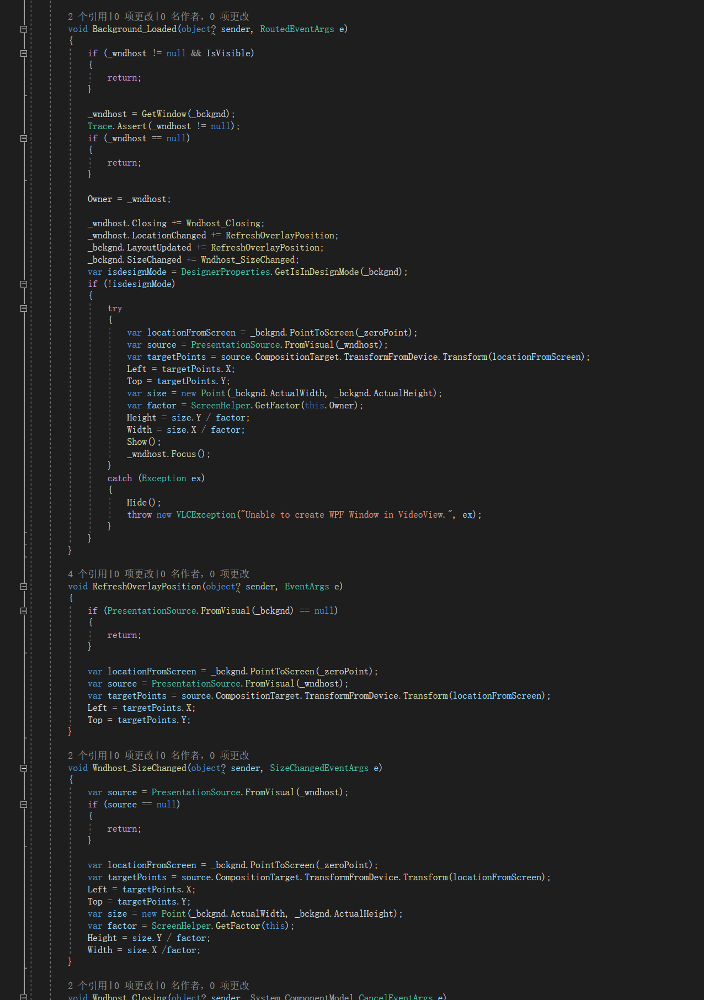 2 个引用|0 项更改|0 名作者，0 项更改
void Background_Loaded(object? sender, RoutedEventArgs e)
{
if (_wndhost != null && IsVisible)
{
return;
}
_wndhost = GetWindow(_bckgnd);
Trace.Assert(_wndhost != null);
if (_wndhost == null)
{
return;
}
Owner = _wndhost;
_wndhost.Closing += Wndhost_Closing;
_wndhost.LocationChanged += RefreshOverlayPosition;
_bckgnd.LayoutUpdated += RefreshOverlayPosition;
_bckgnd.SizeChanged += Wndhost_SizeChanged;
var isdesignMode = DesignerProperties.GetIsInDesignMode(_bckgnd);
if (!isdesignMode)
{
try
{
var locationFromScreen = _bckgnd.PointToScreen(_zeroPoint);
var source = PresentationSource.FromVisual(_wndhost);
var targetPoints = source.CompositionTarget.TransformFromDevice.Transform(locationFromScreen);
Left = targetPoints.X;
Top = targetPoints.Y;
var size = new Point(_bckgnd.ActualWidth, _bckgnd.ActualHeight);
var factor = ScreenHelper.GetFactor(this.Owner);
Height = size.Y / factor;
Width = size.X / factor;
Show();
_wndhost.Focus();
}
catch (Exception ex)
{
Hide();
throw new VLCException("Unable to create WPF Window in VideoView.", ex);
}
}
}
4 个引用|0 项更改|0 名作者，0 项更改
void RefreshOverlayPosition(object? sender, EventArgs e)
{
if (PresentationSource.FromVisual(_bckgnd) == null)
{
return;
}
var locationFromScreen = _bckgnd.PointToScreen(_zeroPoint);
var source = PresentationSource.FromVisual(_wndhost);
var targetPoints = source.CompositionTarget.TransformFromDevice.Transform(locationFromScreen);
Left = targetPoints.X;
Top = targetPoints.Y;
}
2 个引用|0 项更改|0 名作者，0 项更改
void Wndhost_SizeChanged(object? sender, SizeChangedEventArgs e)
{
var source = PresentationSource.FromVisual(_wndhost);
if (source == null)
{
return;
}
var locationFromScreen = _bckgnd.PointToScreen(_zeroPoint);
var targetPoints = source.CompositionTarget.TransformFromDevice.Transform(locationFromScreen);
Left = targetPoints.X;
Top = targetPoints.Y;
var size = new Point(_bckgnd.ActualWidth, _bckgnd.ActualHeight);
var factor = ScreenHelper.GetFactor(this);
Height = size.Y / factor;
Width = size.X /factor;
}
2 个引用|0 项更改|0 名作者，0 项更改
void Wndhost_Closing(object? sender, System.ComponentModel.CancelEventArgs e)